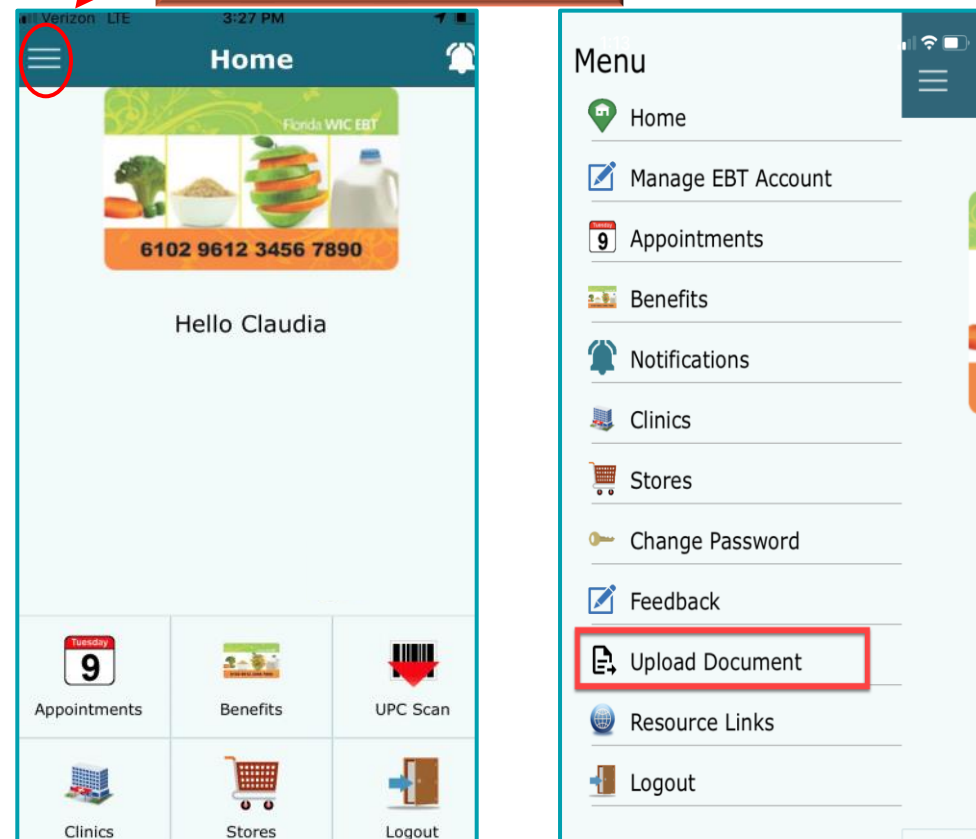 Verizon LTE 3:27 PM
Home
Florida WIC EBT
6102 9612 3456 7890
Hello Claudia
Tuesday
9
Appointments
Benefits
UPC Scan
Clinics
Stores
Logout
Menu
Home
Manage EBT Account
Tuesday
9
Appointments
Benefits
Notifications
Clinics
Stores
Change Password
Feedback
Upload Document
Resource Links
Logout